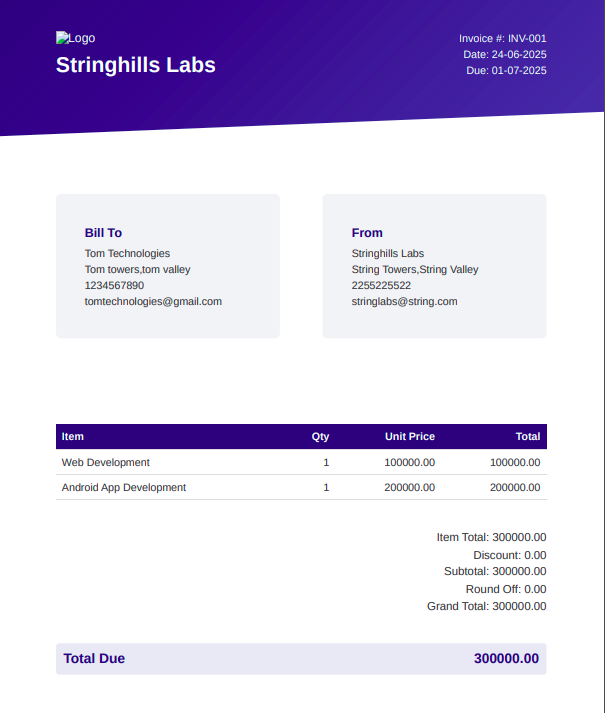 Logo
Stringhills Labs
Invoice #: INV-001
Date: 24-06-2025
Due: 01-07-2025
Bill To
Tom Technologies
Tom towers,tom valley
1234567890
tomtechnologies@gmail.com
From
Stringhills Labs
String Towers,String Valley
2255225522
stringlabs@string.com
Item Qty Unit Price Total
Web Development 1 100000.00 100000.00
Android App Development 1 200000.00 200000.00
Item Total: 300000.00
Discount: 0.00
Subtotal: 300000.00
Round Off: 0.00
Grand Total: 300000.00
Total Due 300000.00